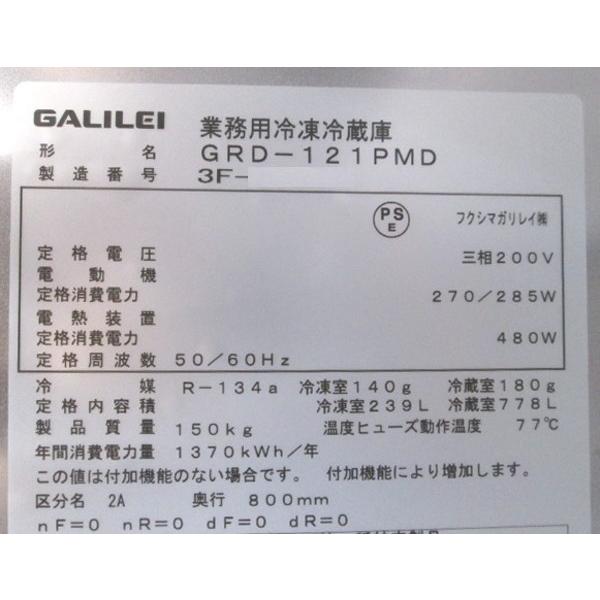 GALILEI 業務用冷凍冷蔵庫
形名 GRD-121PMD
製造番号 3F-
PS E フクシマガリレイ㈱
定格電圧 三相200V
電動機
定格消費電力 270/285W
電熱装置
定格消費電力 480W
定格周波数 50/60Hz
冷媒 R-134a 冷凍室140g 冷蔵室180g
定格内容積 冷凍室239L 冷蔵室778L
製品質量 150kg 温度ヒューズ動作温度 77℃
年間消費電力量 1370kWh/年
この値は付加機能のない場合です。 付加機能により増加します。
区分名 2A 奥行 800mm
nF=0 nR=0 dF=0 dR=0